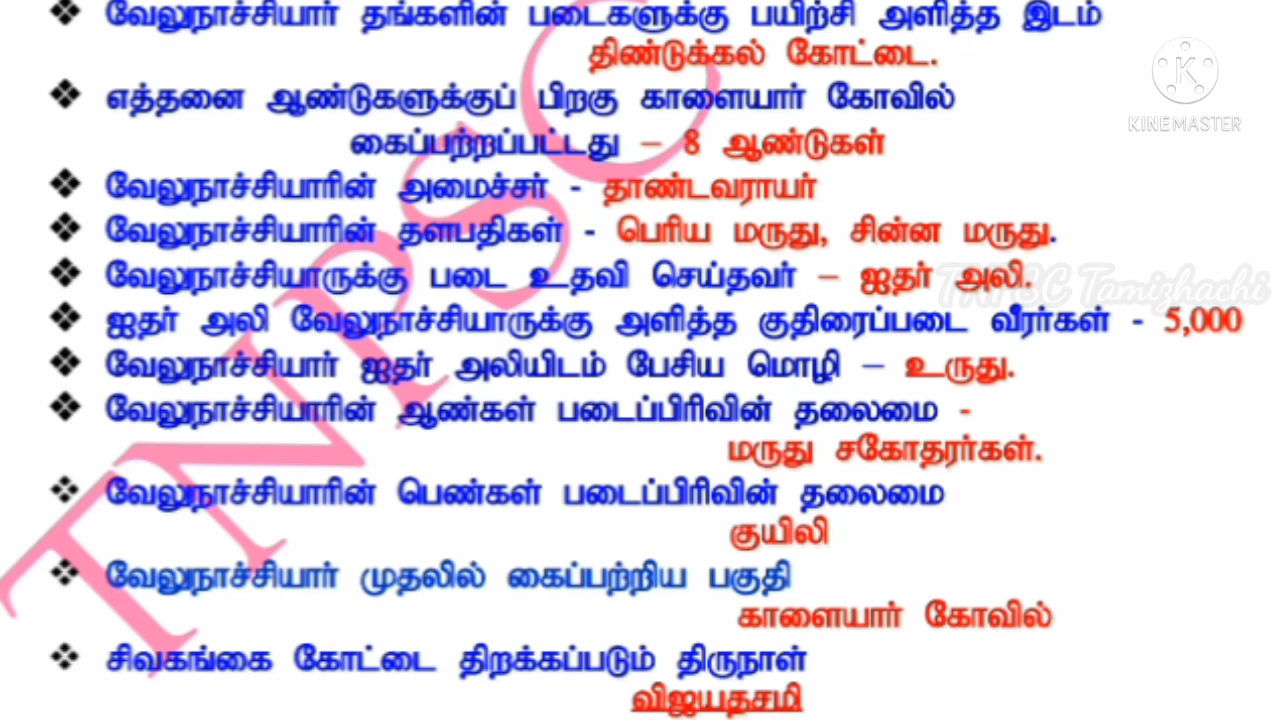 ❖ வேலுநாச்சியார் தங்களின் படைகளுக்கு பயிற்சி அளித்த இடம்
திண்டுக்கல் கோட்டை.
❖ எத்தனை ஆண்டுகளுக்குப் பிறகு காளையார் கோவில்
கைப்பற்றப்பட்டது – 8 ஆண்டுகள்
❖ வேலுநாச்சியாரின் அமைச்சர் - தாண்டவராயர்
❖ வேலுநாச்சியாரின் தளபதிகள் - பெரிய மருது, சின்ன மருது.
❖ வேலுநாச்சியாருக்கு படை உதவி செய்தவர் – ஐதர் அலி.
❖ ஐதர் அலி வேலுநாச்சியாருக்கு அளித்த குதிரைப்படை வீரர்கள் - 5,000
❖ வேலுநாச்சியார் ஐதர் அலியிடம் பேசிய மொழி – உருது.
❖ வேலுநாச்சியாரின் ஆண்கள் படைப்பிரிவின் தலைமை -
மருது சகோதரர்கள்.
❖ வேலுநாச்சியாரின் பெண்கள் படைப்பிரிவின் தலைமை
குயிலி
❖ வேலுநாச்சியார் முதலில் கைப்பற்றிய பகுதி
காளையார் கோவில்
❖ சிவகங்கை கோட்டை திறக்கப்படும் திருநாள்
விஜயதசமி
TNPSC
K
KINEMASTER
TNPSC Tamizhachi